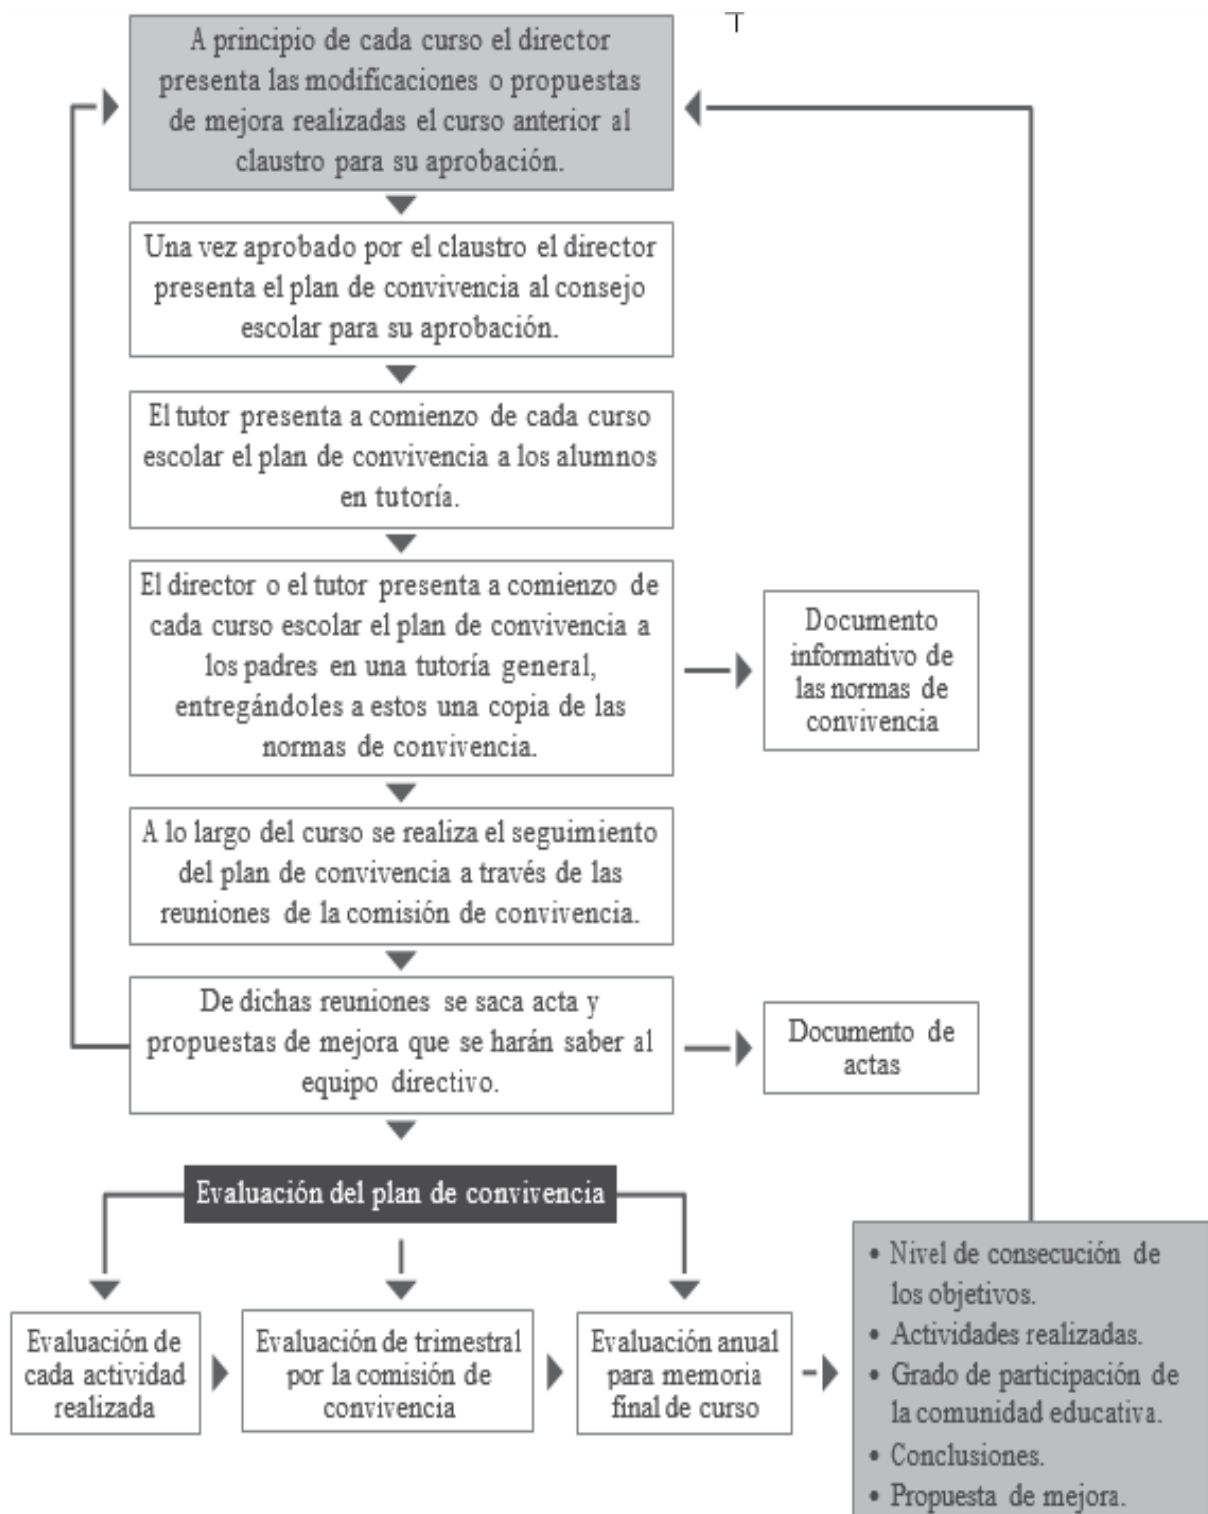 A principio de cada curso el director
presenta las modificaciones o propuestas
de mejora realizadas el curso anterior al
claustro para su aprobación.
Una vez aprobado por el claustro el director
presenta el plan de convivencia al consejo
escolar para su aprobación.
El tutor presenta a comienzo de cada curso
escolar el plan de convivencia a los alumnos
en tutoría.
El director o el tutor presenta a comienzo de
cada curso escolar el plan de convivencia a
los padres en una tutoría general,
entregándoles a estos una copia de las
normas de convivencia.
Documento
informativo de
las normas de
convivencia
A lo largo del curso se realiza el seguimiento
del plan de convivencia a través de las
reuniones de la comisión de convivencia.
De dichas reuniones se saca acta y
propuestas de mejora que se harán saber al
equipo directivo.
Documento de
actas
Evaluación del plan de convivencia
Evaluación de
cada actividad
realizada
Evaluación de trimestral
por la comisión de
convivencia
Evaluación anual
para memoria
final de curso
• Nivel de consecución de
los objetivos.
• Actividades realizadas.
• Grado de participación de
la comunidad educativa.
• Conclusiones.
• Propuesta de mejora.